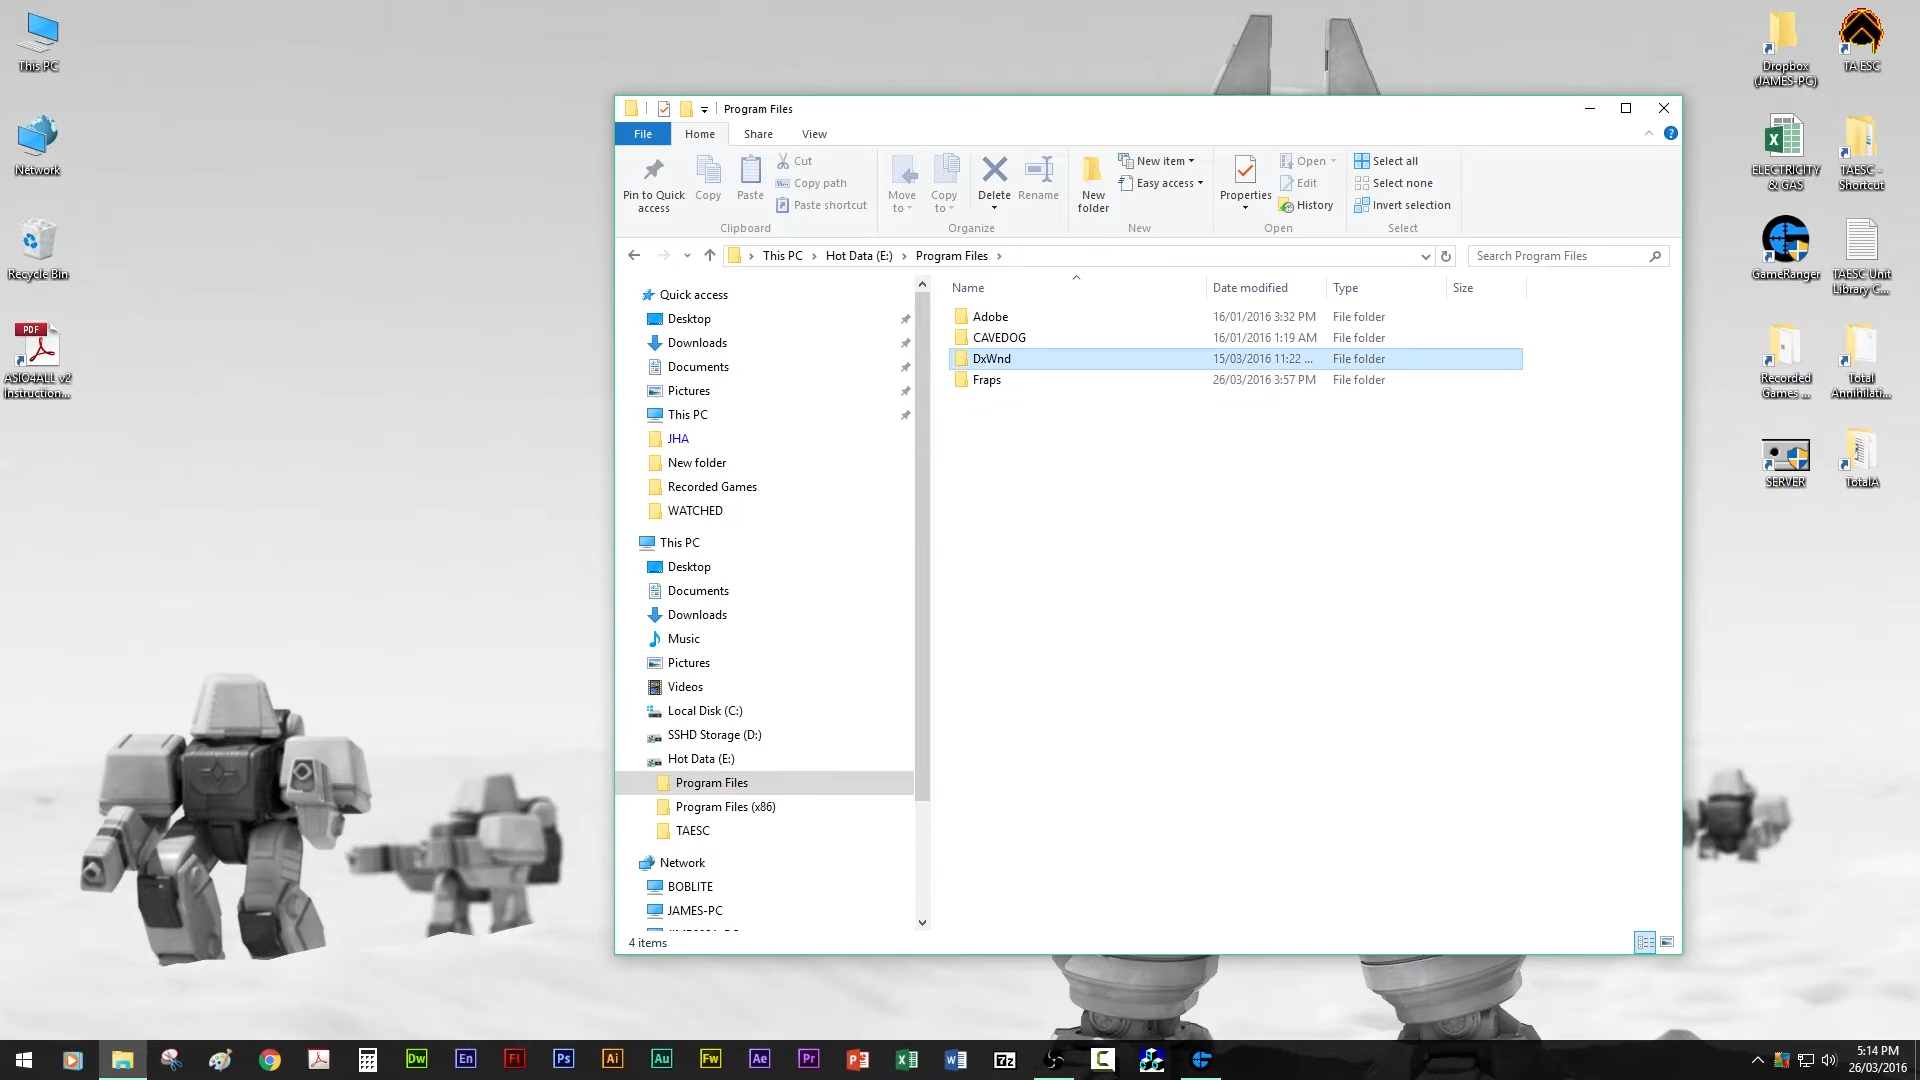 This PC
Network
Recycle Bin
PDF
ASIO4ALL v2
Instruction...
Program Files
File
Home
Share
View
Pin to Quick
access
Copy
Paste
Cut
Copy path
Paste shortcut
Clipboard
Move
to
Copy
to
Delete
Rename
Organize
New
folder
New item
Easy access
New
Properties
Open
Edit
History
Open
Select all
Select none
Invert selection
Select
This PC
Hot Data (E:)
Program Files
Search Program Files
Quick access
Desktop
Downloads
Documents
Pictures
This PC
JHA
New folder
Recorded Games
WATCHED
This PC
Desktop
Documents
Downloads
Music
Pictures
Videos
Local Disk (C:)
SSHD Storage (D:)
Hot Data (E:)
Program Files
Program Files (x86)
TAESC
Network
BOBLITE
JAMES-PC
Name
Date modified
Type
Size
Adobe 16/01/2016 3:32 PM File folder
CAVEDOG 16/01/2016 1:19 AM File folder
DxWnd 15/03/2016 11:22 ... File folder
Fraps 26/03/2016 3:57 PM File folder
4 items
Dropbox
(JAMES-PC)
TA ESC
ELECTRICITY
& GAS
TAESC -
Shortcut
GameRanger
TAESC Unit
Library C...
Recorded
Games ...
Total
Annihilati...
SERVER
TotalA
Dw
En
Fl
Ps
Ai
Au
Fw
Ae
Pr
7z
5:14 PM
26/03/2016